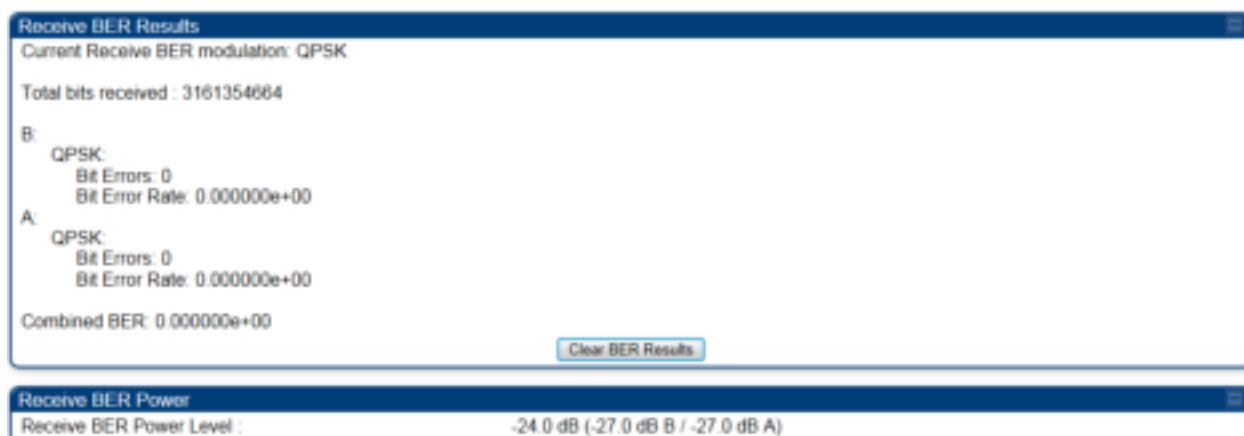 Receive BER Results
Current Receive BER modulation: QPSK
Total bits received : 3161354664
B:
QPSK:
Bit Errors: 0
Bit Error Rate: 0.000000e+00
A:
QPSK:
Bit Errors: 0
Bit Error Rate: 0.000000e+00
Combined BER: 0.000000e+00
Clear BER Results
Receive BER Power
Receive BER Power Level : -24.0 dB (-27.0 dB B / -27.0 dB A)